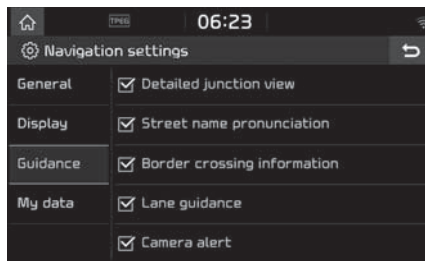 TPEG 06:23
Navigation settings
General
Detailed junction view
Display
Street name pronunciation
Guidance
Border crossing information
My data
Lane guidance
Camera alert